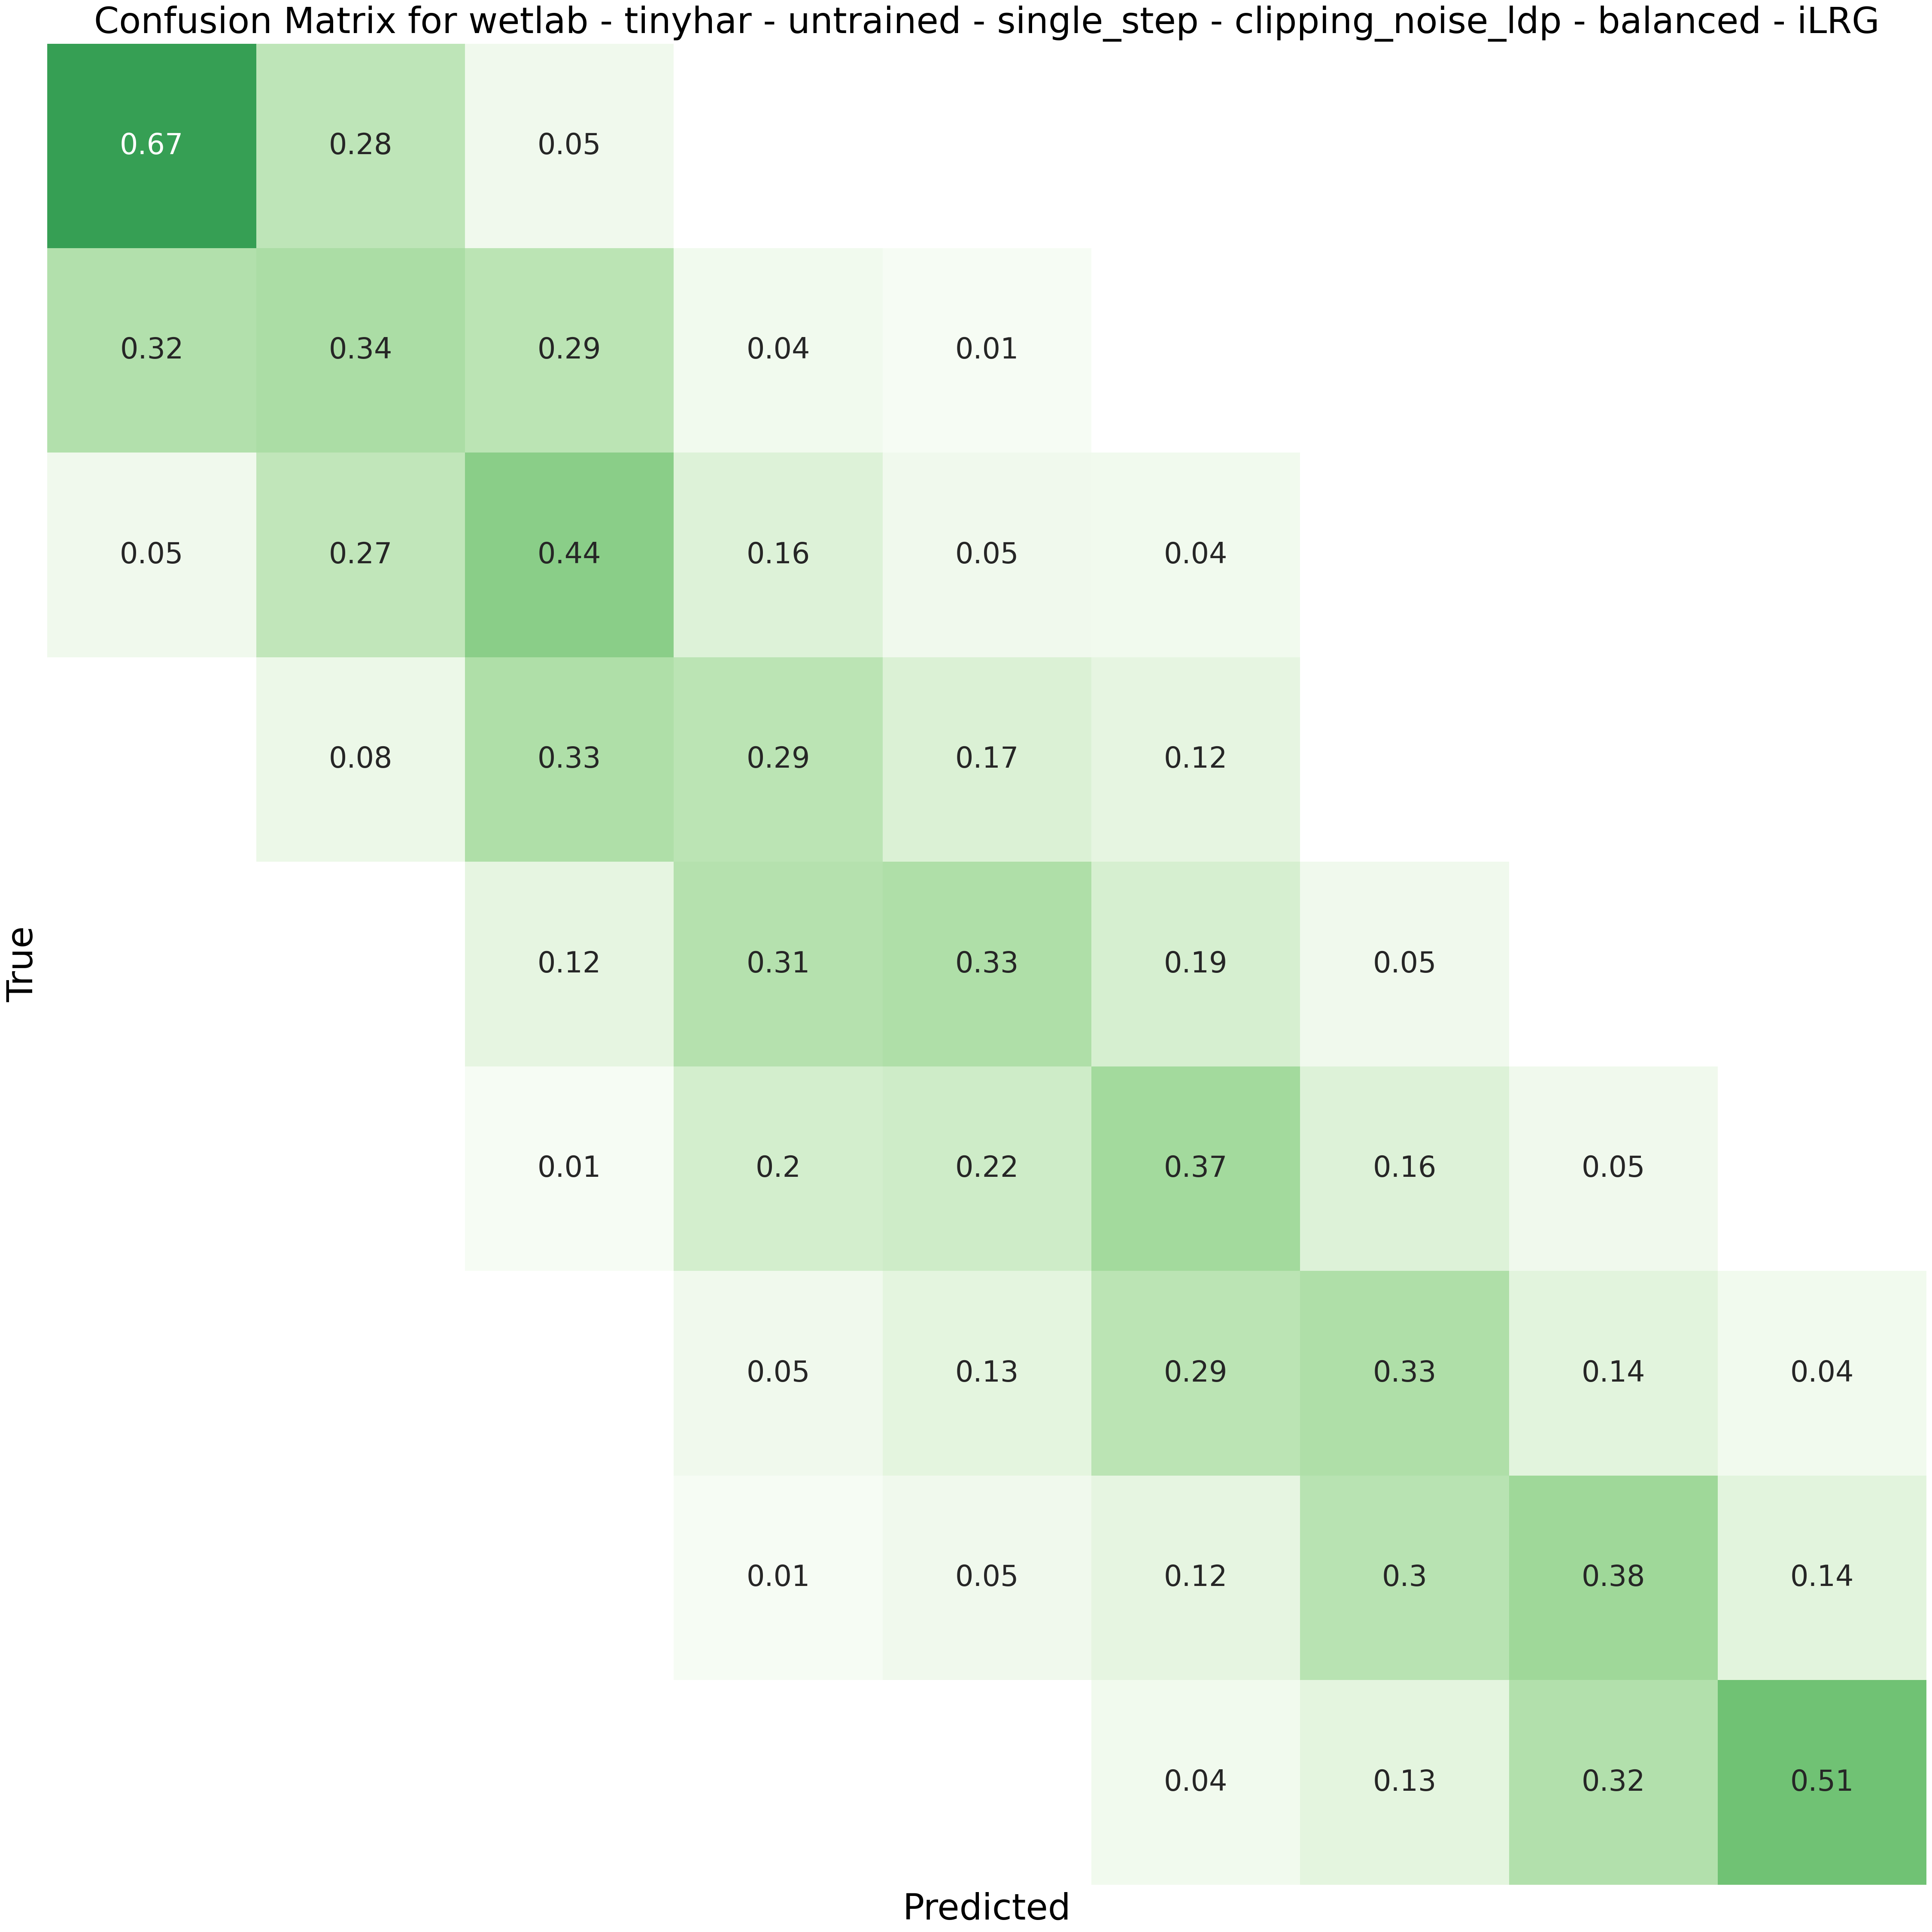 Confusion Matrix for wetlab - tinyhar - untrained - single_step - clipping_noise_ldp - balanced - iLRG
0.67 0.28 0.05
0.32 0.34 0.29 0.04 0.01
0.05 0.27 0.44 0.16 0.05 0.04
0.08 0.33 0.29 0.17 0.12
True
0.12 0.31 0.33 0.19 0.05
0.01 0.2 0.22 0.37 0.16 0.05
0.05 0.13 0.29 0.33 0.14 0.04
0.01 0.05 0.12 0.3 0.38 0.14
0.04 0.13 0.32 0.51
Predicted